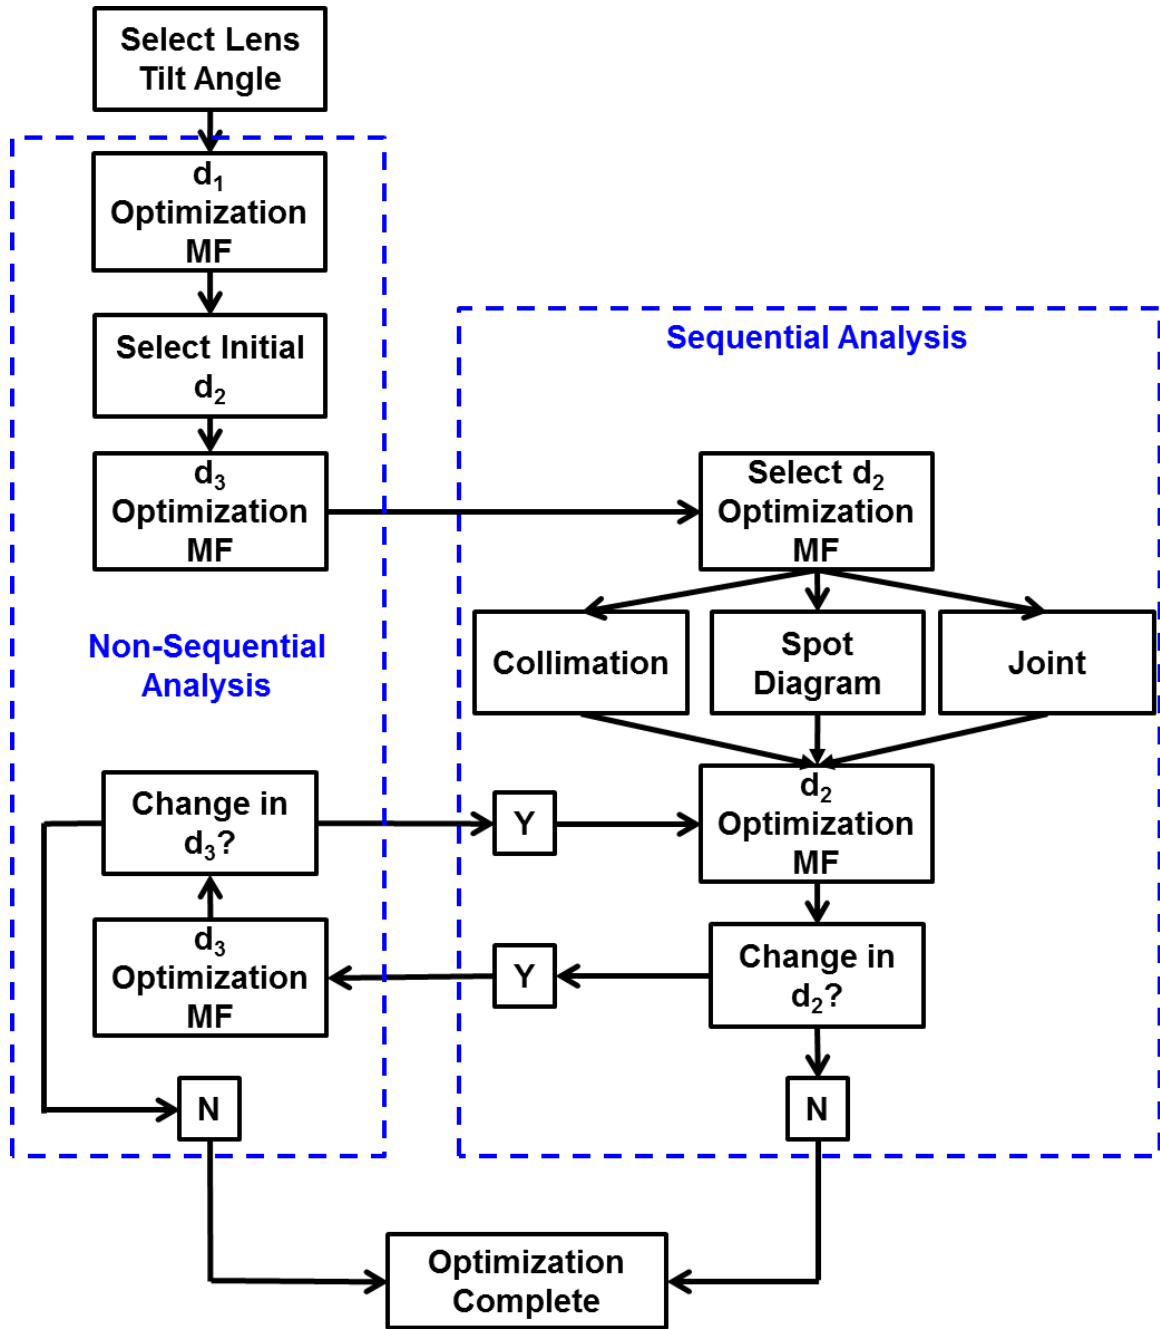 Select Lens
Tilt Angle
d₁
Optimization
MF
Select Initial
d₂
d₃
Optimization
MF
Non-Sequential
Analysis
Sequential Analysis
Select d₂
Optimization
MF
Collimation
Spot
Diagram
Joint
d₂
Optimization
MF
Change in
d₂?
Y
N
d₃
Optimization
MF
Change in
d₃?
Y
N
Optimization
Complete